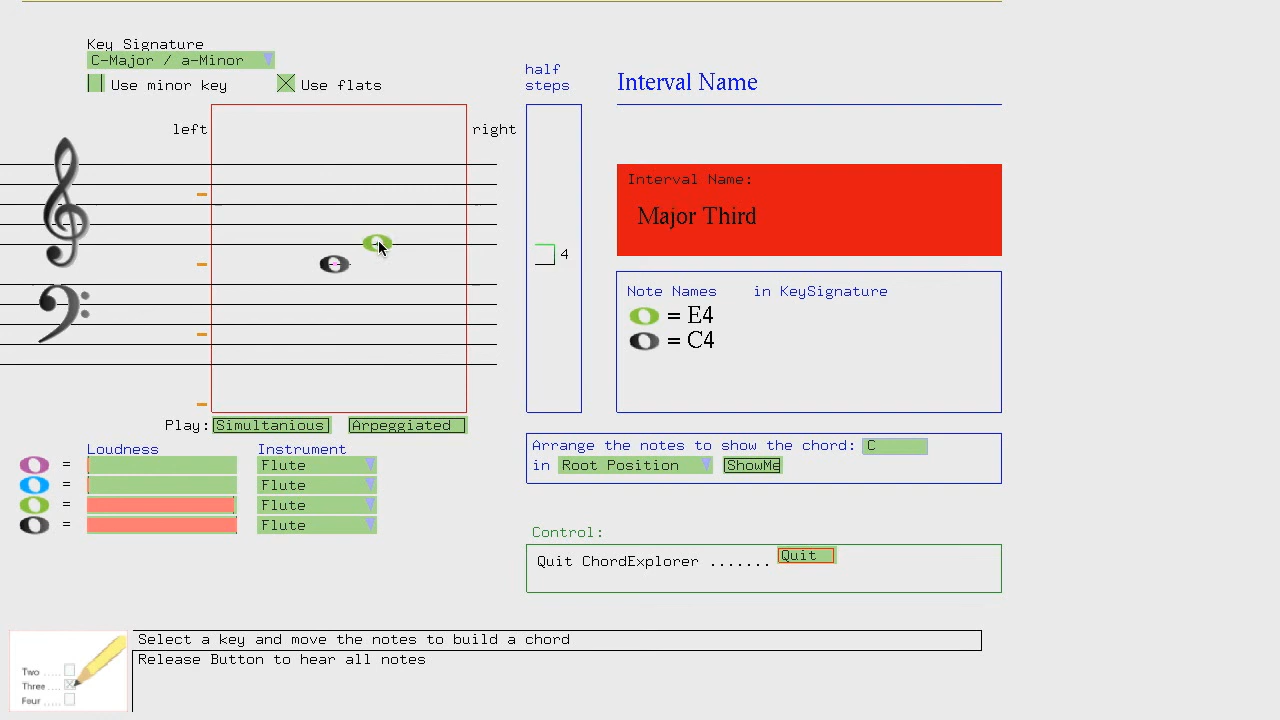 Key Signature
C-Major / a-Minor
Use minor key
Use flats
left
right
half
steps
4
Interval Name
Interval Name:
Major Third
Note Names in KeySignature
= E4
= C4
Play: Simultanious Arpeggiated
Loudness Instrument
= Flute
= Flute
= Flute
= Flute
Arrange the notes to show the chord: C
in Root Position ShowMe
Control:
Quit ChordExplorer ....... Quit
Select a key and move the notes to build a chord
Release Button to hear all notes
Two .....
Three ....
Four .....